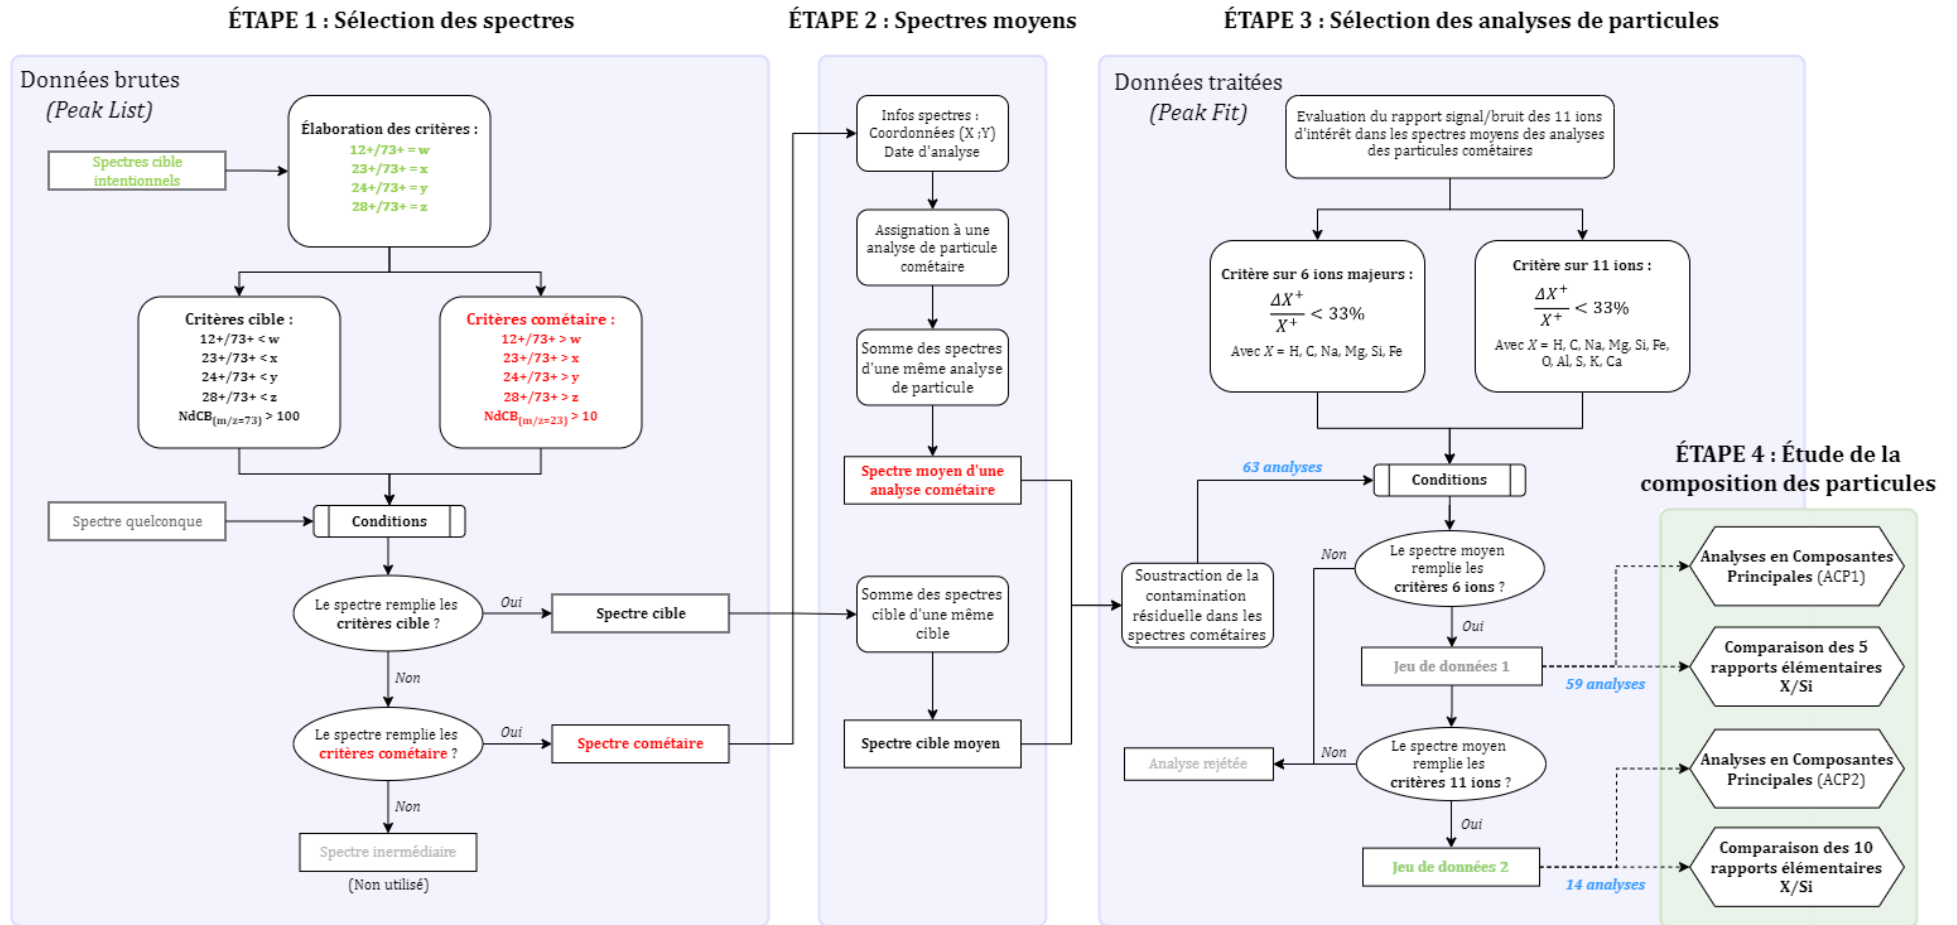 ÉTAPE 1 : Sélection des spectres
Données brutes
(Peak List)
Spectres cible
intentionnels
Élaboration des critères :
12+/73+ = w
23+/73+ = x
24+/73+ = y
28+/73+ = z
Critères cible :
12+/73+ < w
23+/73+ < x
24+/73+ < y
28+/73+ < z
NdCB(m/z=73) > 100
Critères cométaire :
12+/73+ > w
23+/73+ > x
24+/73+ > y
28+/73+ > z
NdCB(m/z=23) > 10
Spectre quelconque
Conditions
Le spectre remplie les
critères cible ?
Oui
Spectre cible
Non
Le spectre remplie les
critères cométaire ?
Oui
Spectre cométaire
Non
Spectre inermédiaire
(Non utilisé)
ÉTAPE 2 : Spectres moyens
Infos spectres :
Coordonnées (X ;Y)
Date d'analyse
Assignation à une
analyse de particule
cométaire
Somme des spectres
d'une même analyse
de particule
Spectre moyen d'une
analyse cométaire
Somme des spectres
cible d'une même
cible
Spectre cible moyen
ÉTAPE 3 : Sélection des analyses de particules
Données traitées
(Peak Fit)
Evaluation du rapport signal/bruit des 11 ions
d'intérêt dans les spectres moyens des analyses
des particules cométaires
Critère sur 6 ions majeurs :
ΔX⁺
X⁺ < 33%
Avec X = H, C, Na, Mg, Si, Fe
Critère sur 11 ions :
ΔX⁺
X⁺ < 33%
Avec X = H, C, Na, Mg, Si, Fe,
O, Al, S, K, Ca
63 analyses
Conditions
Soustraction de la
contamination
résiduelle dans les
spectres cométaires
Non
Le spectre moyen
remplie les
critères 6 ions ?
Oui
Jeu de données 1
59 analyses
Non
Le spectre moyen
remplie les
critères 11 ions ?
Analyse rejétée
Oui
Jeu de données 2
14 analyses
ÉTAPE 4 : Étude de la
composition des particules
Analyses en Composantes
Principales (ACP1)
Comparaison des 5
rapports élémentaires
X/Si
Analyses en Composantes
Principales (ACP2)
Comparaison des 10
rapports élémentaires
X/Si